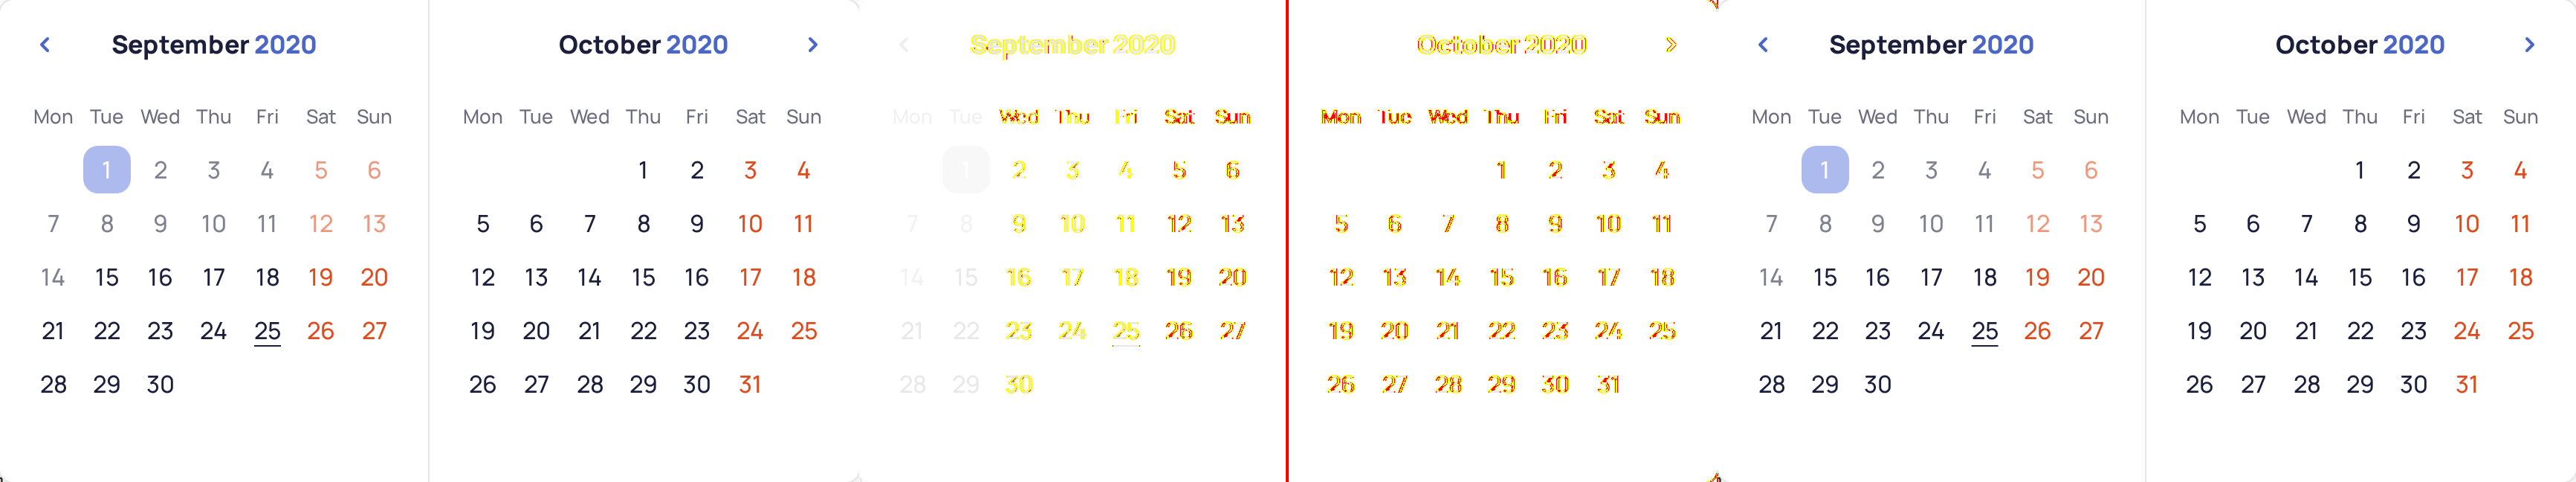 September 2020
Mon Tue Wed Thu Fri Sat Sun
1 2 3 4 5 6
7 8 9 10 11 12 13
14 15 16 17 18 19 20
21 22 23 24 25 26 27
28 29 30
October 2020
Mon Tue Wed Thu Fri Sat Sun
1 2 3 4
5 6 7 8 9 10 11
12 13 14 15 16 17 18
19 20 21 22 23 24 25
26 27 28 29 30 31
September 2020
Mon Tue Wed Thu Fri Sat Sun
1 2 3 4 5 6
7 8 9 10 11 12 13
14 15 16 17 18 19 20
21 22 23 24 25 26 27
28 29 30
October 2020
Mon Tue Wed Thu Fri Sat Sun
1 2 3 4
5 6 7 8 9 10 11
12 13 14 15 16 17 18
19 20 21 22 23 24 25
26 27 28 29 30 31
September 2020
Mon Tue Wed Thu Fri Sat Sun
1 2 3 4 5 6
7 8 9 10 11 12 13
14 15 16 17 18 19 20
21 22 23 24 25 26 27
28 29 30
October 2020
Mon Tue Wed Thu Fri Sat Sun
1 2 3 4
5 6 7 8 9 10 11
12 13 14 15 16 17 18
19 20 21 22 23 24 25
26 27 28 29 30 31